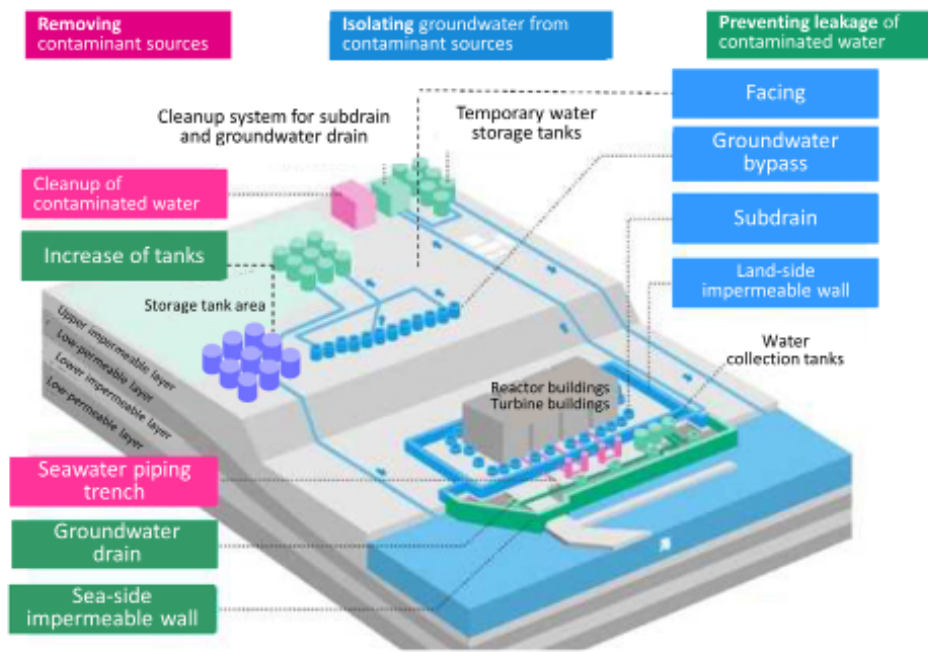 Removing
contaminant sources
Isolating groundwater from
contaminant sources
Preventing leakage of
contaminated water
Facing
Cleanup system for subdrain
and groundwater drain
Temporary water
storage tanks
Groundwater
bypass
Cleanup of
contaminated water
Subdrain
Increase of tanks
Land-side
impermeable wall
Storage tank area
Upper impermeable layer
Low-permeable layer
Lower impermeable layer
Low-permeable layer
Water
collection tanks
Reactor buildings
Turbine buildings
Seawater piping
trench
Groundwater
drain
Sea-side
impermeable wall